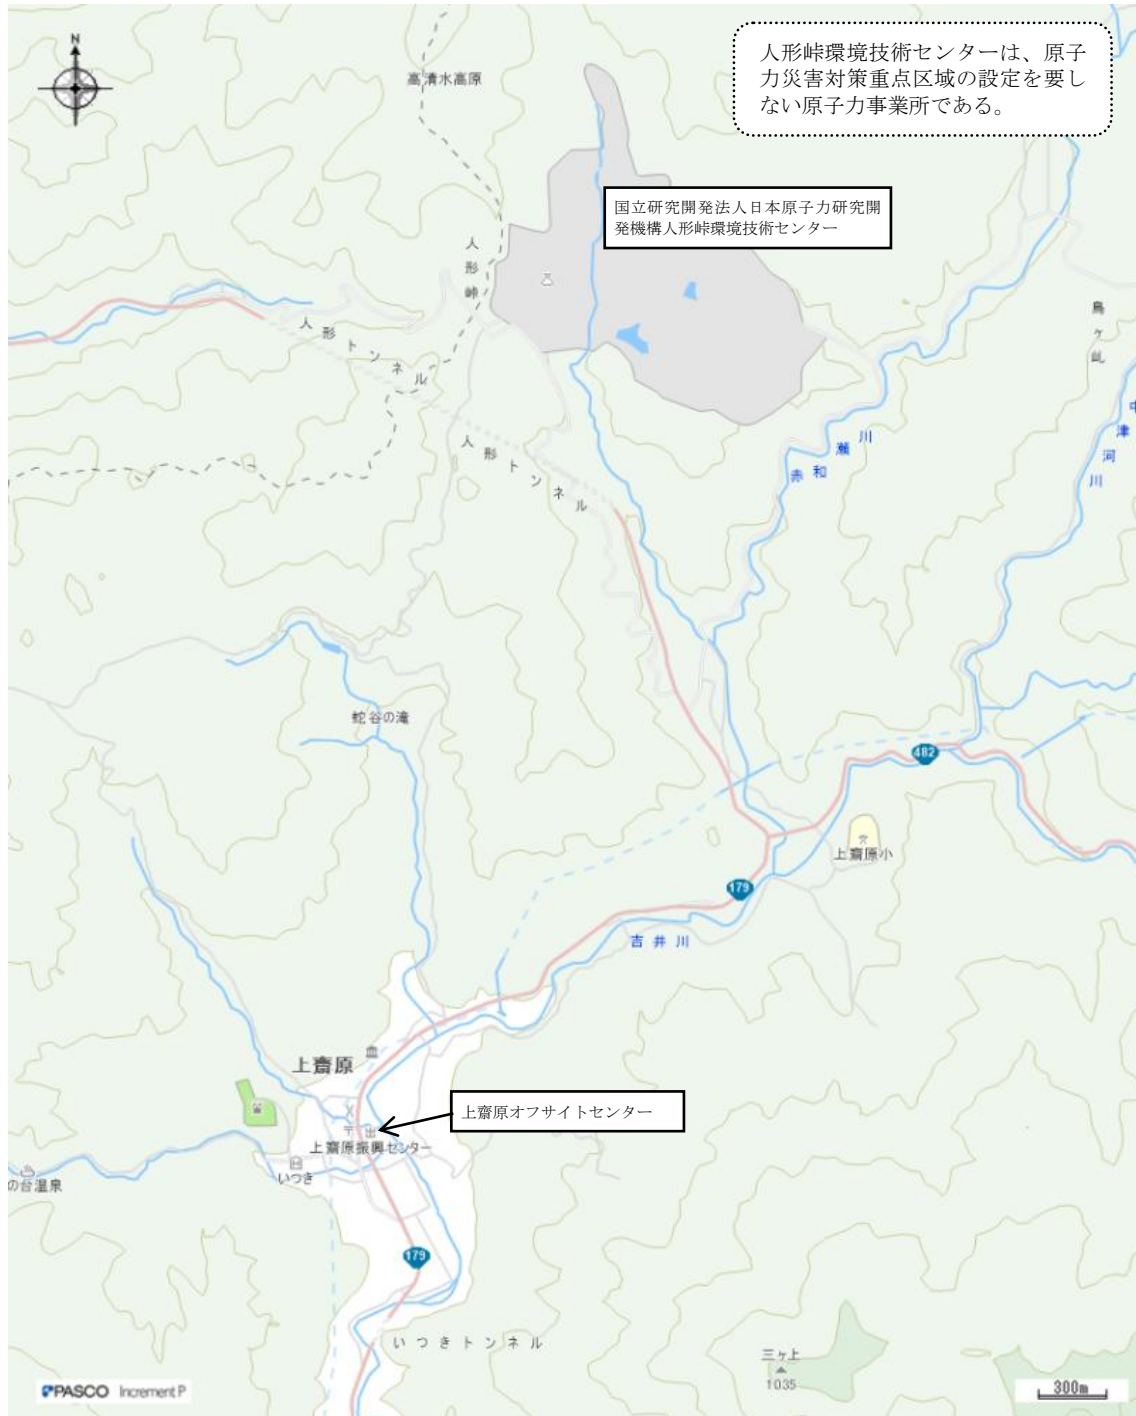 N
高清水高原
人形峠環境技術センターは、原子
力災害対策重点区域の設定を要し
ない原子力事業所である。
国立研究開発法人日本原子力研究開
発機構人形峠環境技術センター
人形峠
人形トンネル
人形トンネル
赤和瀬川
中津河川
蛇谷の滝
482
上齋原小
179
吉井川
上齋原
上齋原オフサイトセンター
上齋原振興センター
いつき
の台温泉
179
いつきトンネル
三ヶ上
1035
PASCO Increment P
300m